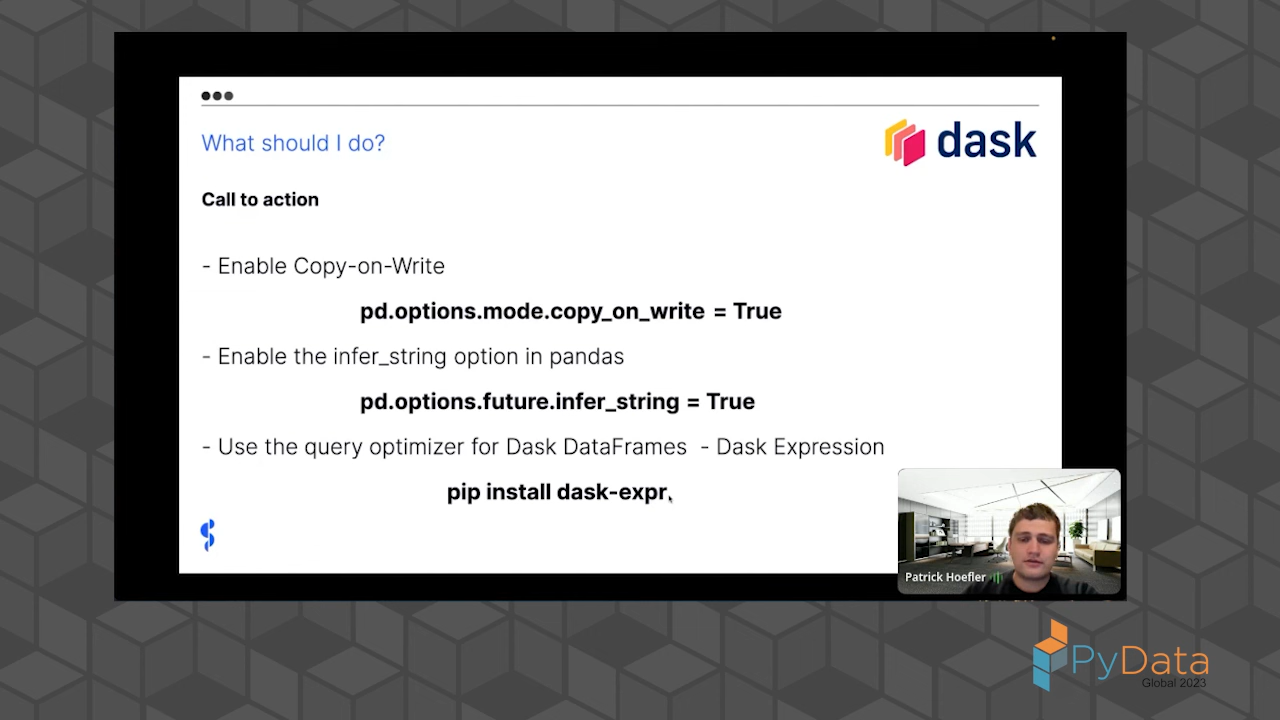 What should I do?
dask
Call to action
- Enable Copy-on-Write
pd.options.mode.copy_on_write = True
- Enable the infer_string option in pandas
pd.options.future.infer_string = True
- Use the query optimizer for Dask DataFrames - Dask Expression
pip install dask-expr
Patrick Hoefler
PyData
Global 2023